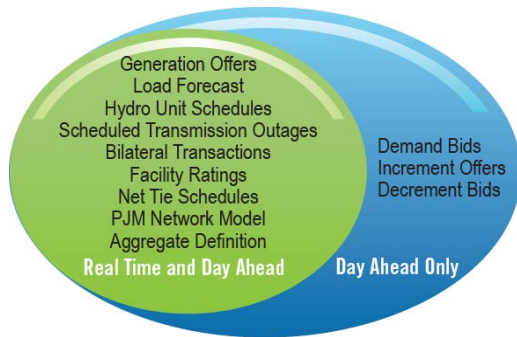 Generation Offers
Load Forecast
Hydro Unit Schedules
Scheduled Transmission Outages
Bilateral Transactions
Facility Ratings
Net Tie Schedules
PJM Network Model
Aggregate Definition
Real Time and Day Ahead
Demand Bids
Increment Offers
Decrement Bids
Day Ahead Only